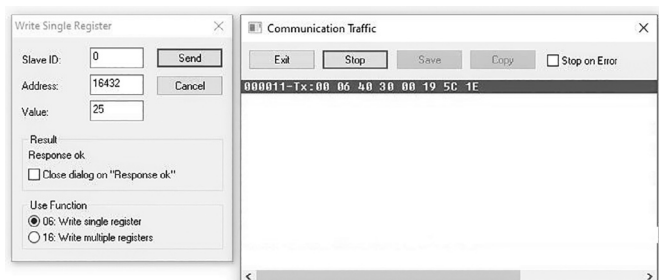 Write Single Register
Slave ID: 0 Send
Address: 16432 Cancel
Value: 25
Result
Response ok
Close dialog on "Response ok"
Use Function
06: Write single register
16: Write multiple registers
Communication Traffic
Exit Stop Save Copy Stop on Error
000011-Tx:00 06 40 30 00 19 5C 1E